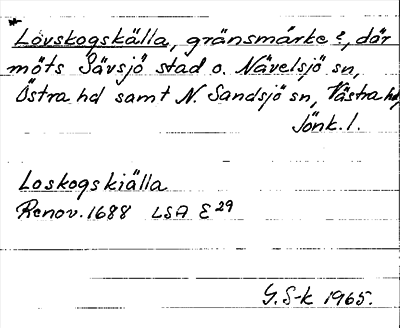 Lövskogskälla, gränsmärke?, där
möts Sävsjö stad o. Nävelsjö sn,
Östra hd samt N. Sandsjö sn, Västra hd,
Jönk. l.
Loskogskiälla
Renov. 1688 LSA E 29
G. S-k 1965.